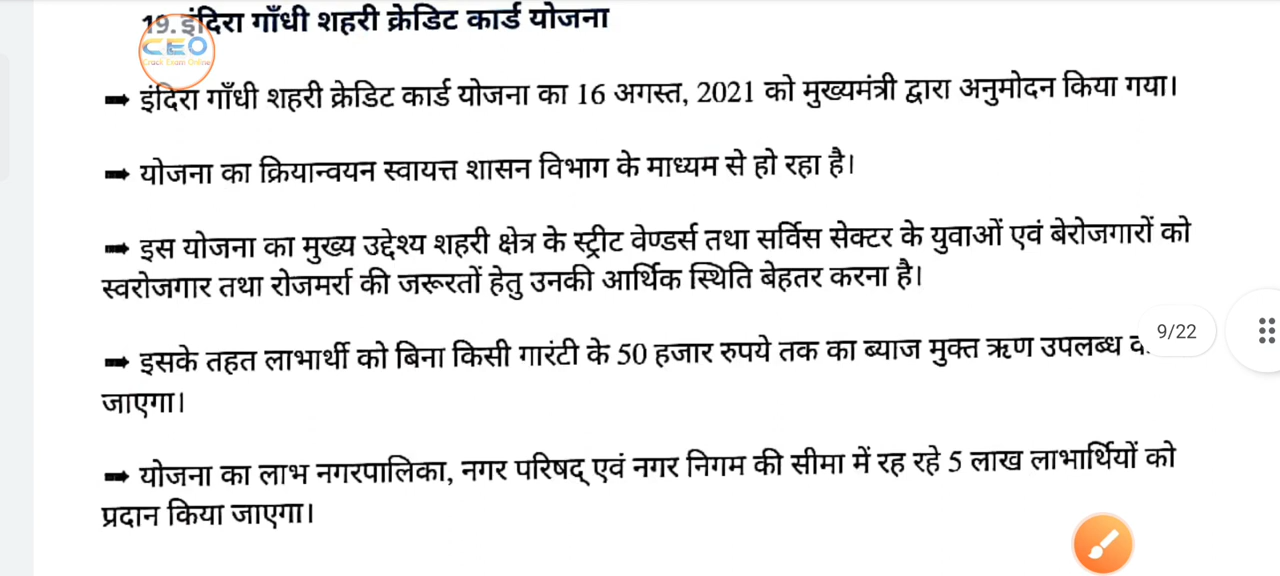 19. इंदिरा गाँधी शहरी क्रेडिट कार्ड योजना
CEO
Crack Exam Online
➡ इंदिरा गाँधी शहरी क्रेडिट कार्ड योजना का 16 अगस्त, 2021 को मुख्यमंत्री द्वारा अनुमोदन किया गया।
➡ योजना का क्रियान्वयन स्वायत्त शासन विभाग के माध्यम से हो रहा है।
➡ इस योजना का मुख्य उद्देश्य शहरी क्षेत्र के स्ट्रीट वेण्डर्स तथा सर्विस सेक्टर के युवाओं एवं बेरोजगारों को
स्वरोजगार तथा रोजमर्रा की जरूरतों हेतु उनकी आर्थिक स्थिति बेहतर करना है।
9/22
➡ इसके तहत लाभार्थी को बिना किसी गारंटी के 50 हजार रुपये तक का ब्याज मुक्त ऋण उपलब्ध
जाएगा।
➡ योजना का लाभ नगरपालिका, नगर परिषद् एवं नगर निगम की सीमा में रह रहे 5 लाख लाभार्थियों को
प्रदान किया जाएगा।